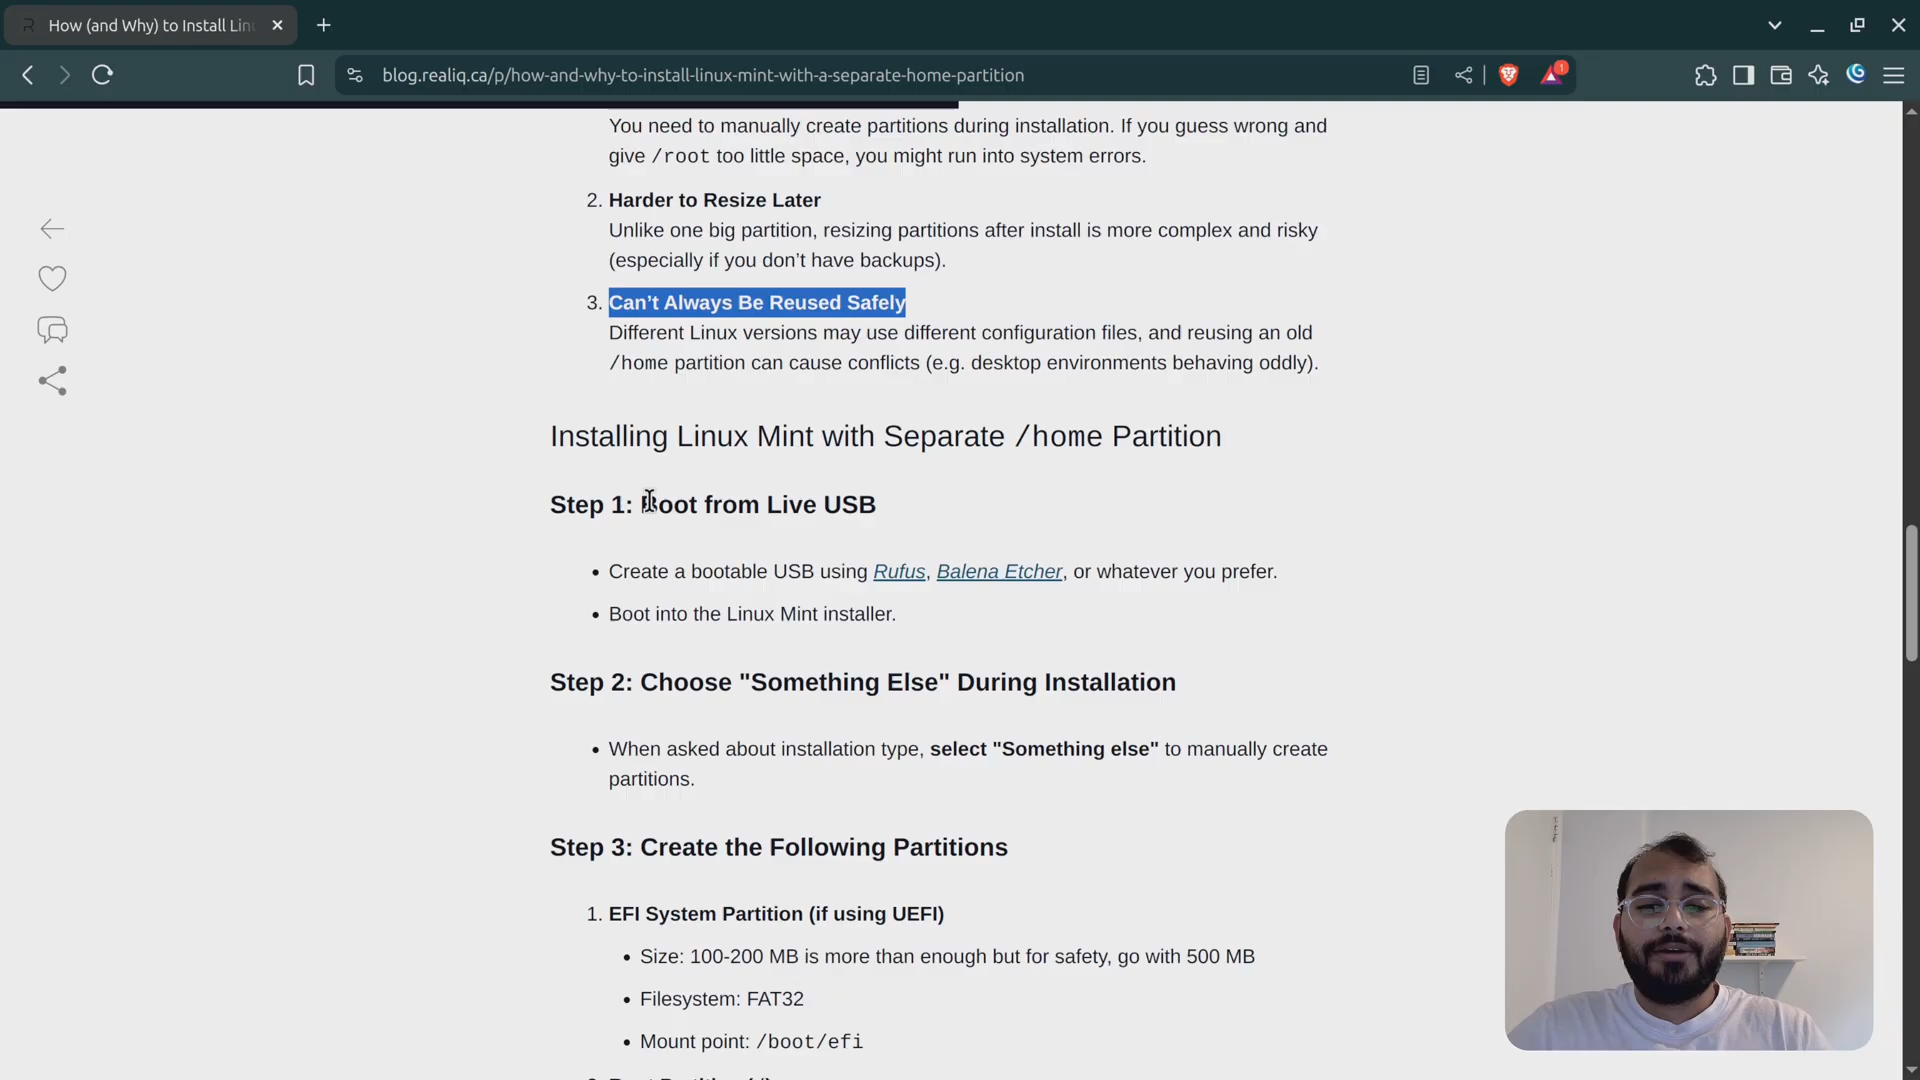 How (and Why) to Install Lin
blog.realiq.ca/p/how-and-why-to-install-linux-mint-with-a-separate-home-partition
1
You need to manually create partitions during installation. If you guess wrong and
give /root too little space, you might run into system errors.
2. Harder to Resize Later
Unlike one big partition, resizing partitions after install is more complex and risky
(especially if you don’t have backups).
3. Can’t Always Be Reused Safely
Different Linux versions may use different configuration files, and reusing an old
/home partition can cause conflicts (e.g. desktop environments behaving oddly).
Installing Linux Mint with Separate /home Partition
Step 1: Boot from Live USB
• Create a bootable USB using Rufus, Balena Etcher, or whatever you prefer.
• Boot into the Linux Mint installer.
Step 2: Choose "Something Else" During Installation
• When asked about installation type, select "Something else" to manually create
partitions.
Step 3: Create the Following Partitions
1. EFI System Partition (if using UEFI)
• Size: 100-200 MB is more than enough but for safety, go with 500 MB
• Filesystem: FAT32
• Mount point: /boot/efi